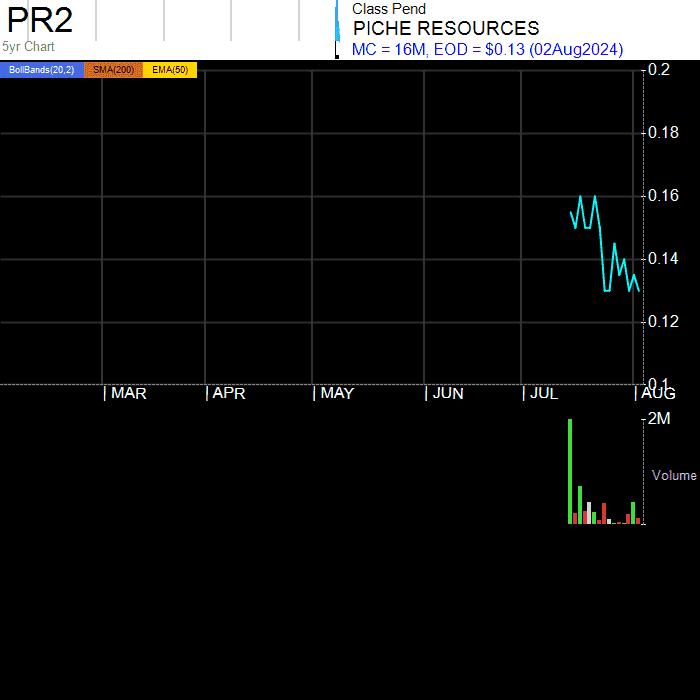 PR2
5yr Chart
Class Pend
PICHE RESOURCES
MC = 16M, EOD = $0.13 (02Aug2024)
BollBands(20,2) SMA(200) EMA(50)
0.2
0.18
0.16
0.14
0.12
0.1
| MAR | APR | MAY | JUN | JUL | AUG
2M
Volume